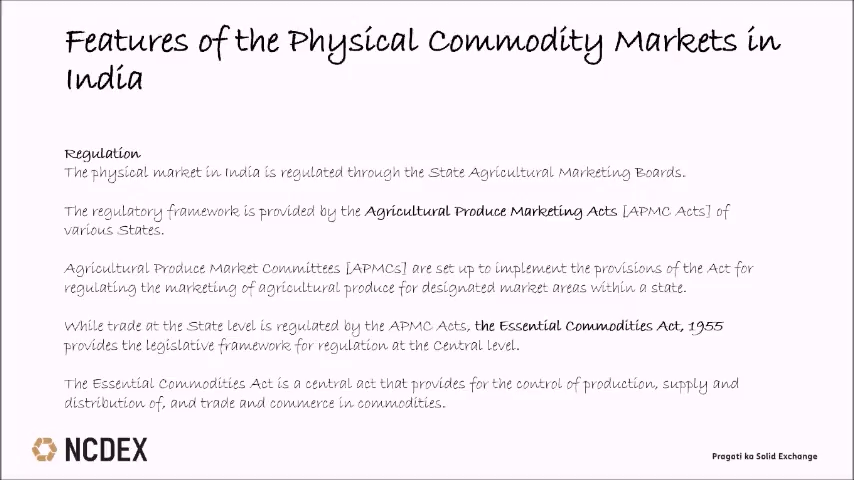 Features of the Physical Commodity Markets in
India
Regulation
The physical market in India is regulated through the State Agricultural Marketing Boards.
The regulatory framework is provided by the Agricultural Produce Marketing Acts [APMC Acts] of
various States.
Agricultural Produce Market Committees [APMCs] are set up to implement the provisions of the Act for
regulating the marketing of agricultural produce for designated market areas within a state.
While trade at the State level is regulated by the APMC Acts, the Essential Commodities Act, 1955
provides the legislative framework for regulation at the Central level.
The Essential Commodities Act is a central act that provides for the control of production, supply and
distribution of, and trade and commerce in commodities.
NCDEX
Pragati ka Solid Exchange